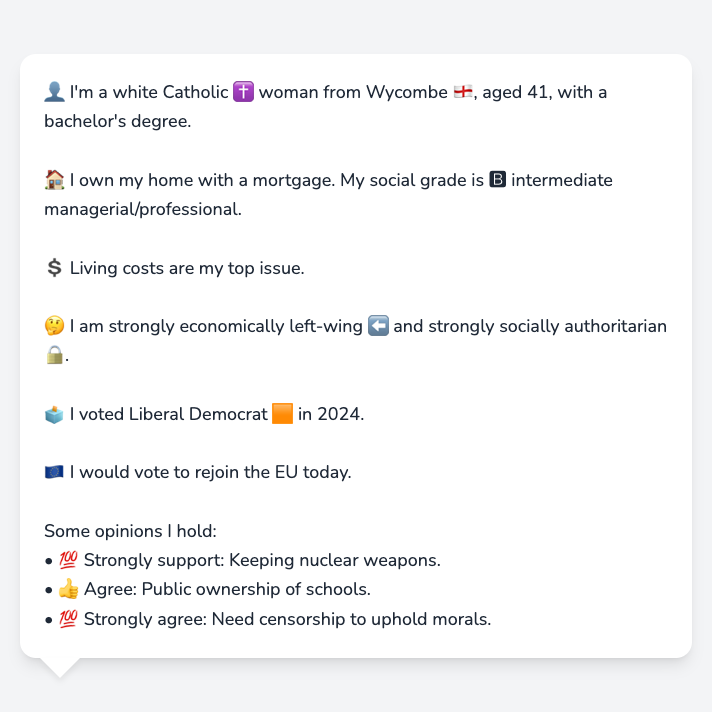 👤 I'm a white Catholic ✝️ woman from Wycombe 🏴󠁧󠁢󠁥󠁮󠁧󠁿, aged 41, with a
bachelor's degree.
🏠 I own my home with a mortgage. My social grade is 🅱 intermediate
managerial/professional.
💲 Living costs are my top issue.
🤔 I am strongly economically left-wing ⬅️ and strongly socially authoritarian
🔒.
🗳️ I voted Liberal Democrat 🟧 in 2024.
🇪🇺 I would vote to rejoin the EU today.
Some opinions I hold:
• 💯 Strongly support: Keeping nuclear weapons.
• 👍 Agree: Public ownership of schools.
• 💯 Strongly agree: Need censorship to uphold morals.